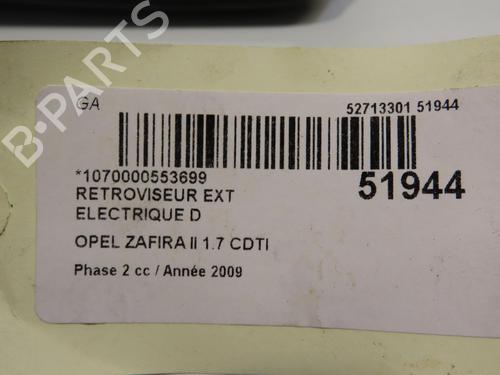 GA
52713301 51944
*1070000553699
51944
RETROVISEUR EXT
ELECTRIQUE D
OPEL ZAFIRA II 1.7 CDTI
Phase 2 cc / Année 2009
B-PARTS